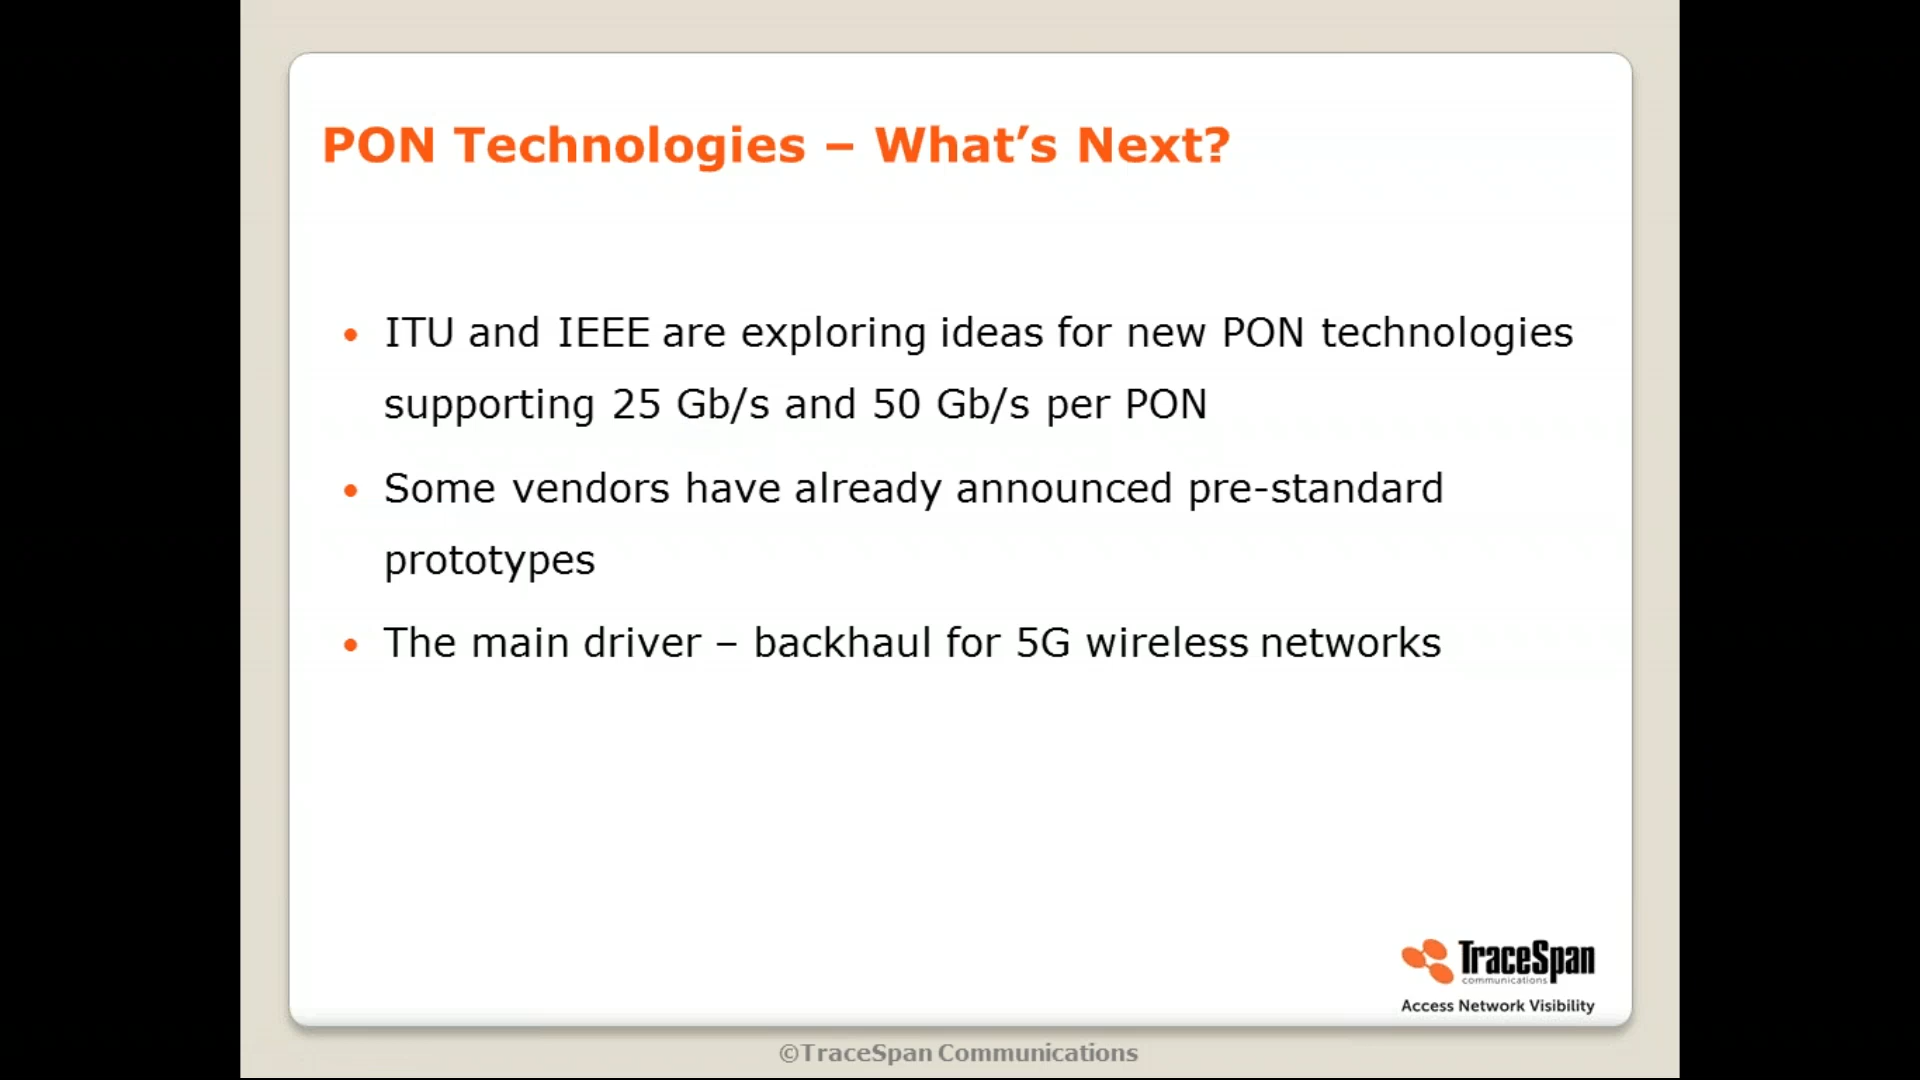 PON Technologies – What’s Next?
• ITU and IEEE are exploring ideas for new PON technologies
supporting 25 Gb/s and 50 Gb/s per PON
• Some vendors have already announced pre-standard
prototypes
• The main driver – backhaul for 5G wireless networks
TraceSpan
communications
Access Network Visibility
©TraceSpan Communications